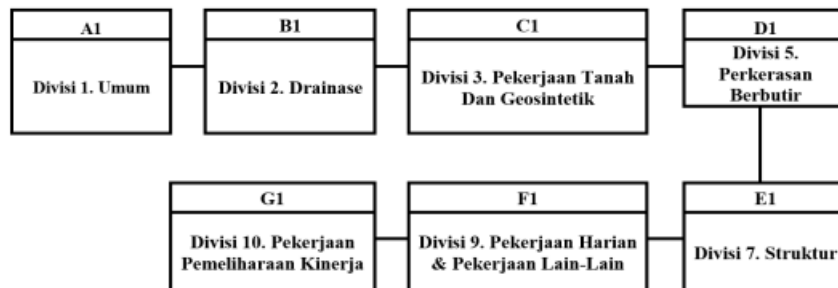 A1
Divisi 1. Umum
B1
Divisi 2. Drainase
C1
Divisi 3. Pekerjaan Tanah
Dan Geosintetik
D1
Divisi 5.
Perkerasan
Berbutir
G1
Divisi 10. Pekerjaan
Pemeliharaan Kinerja
F1
Divisi 9. Pekerjaan Harian
& Pekerjaan Lain-Lain
E1
Divisi 7. Struktur